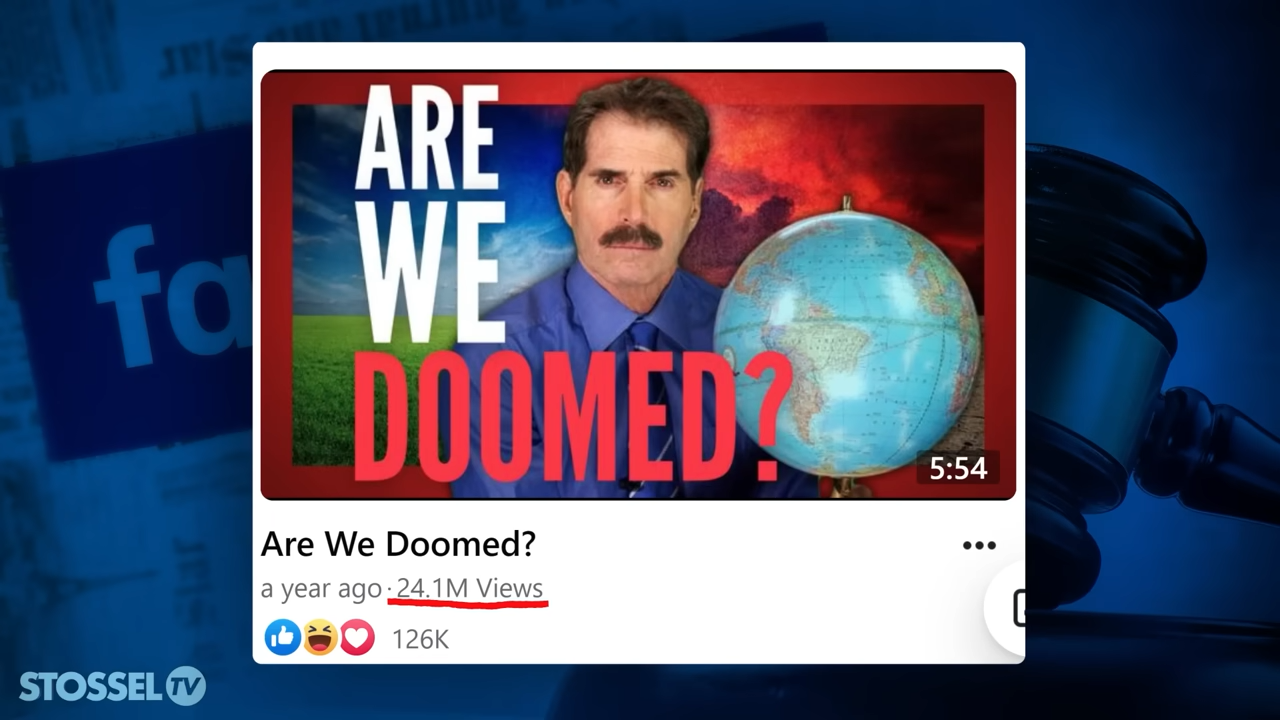 ARE
WE
DOOMED?
5:54
Are We Doomed?
a year ago · 24.1M Views
126K
fa
STOSSEL TV